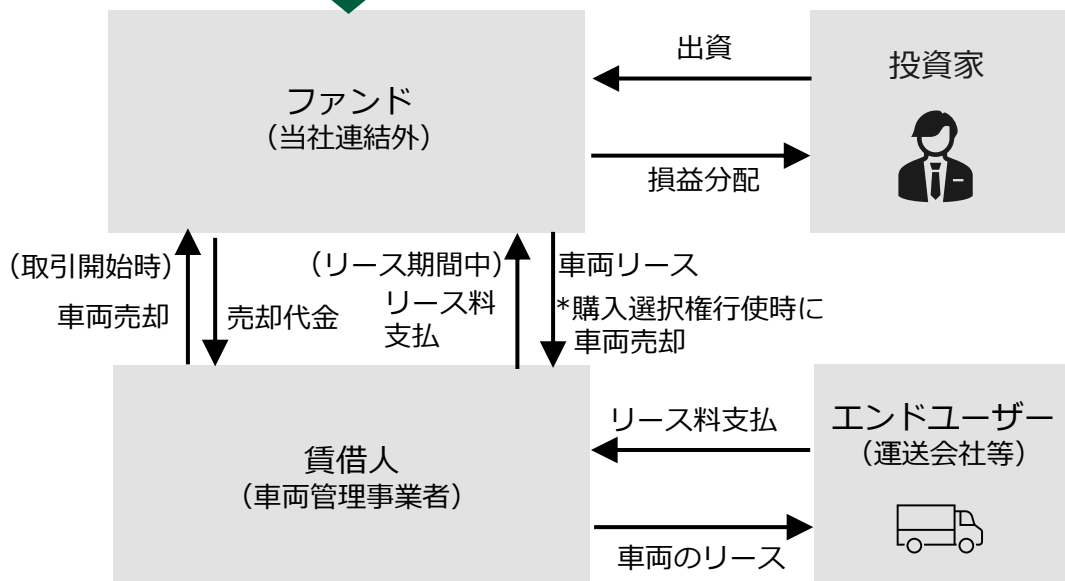 出資
投資家
ファンド
（当社連結外）
損益分配
（取引開始時）
車両売却
売却代金
（リース期間中）
リース料
支払
車両リース
*購入選択権行使時に
車両売却
リース料支払
エンドユーザー
（運送会社等）
賃借人
（車両管理事業者）
車両のリース